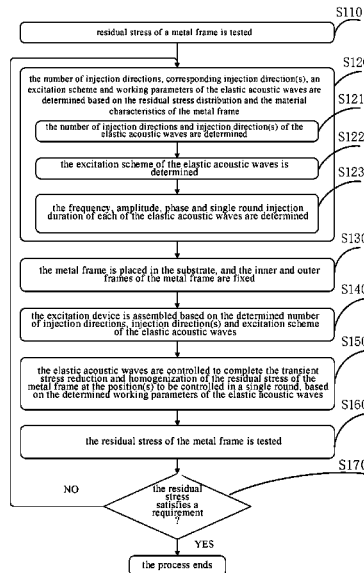 S110
residual stress of a metal frame is tested
S120
the number of injection directions, corresponding injection direction(s), an
excitation scheme and working parameters of the elastic acoustic waves are
determined based on the residual stress distribution and the material
characteristics of the metal frame
S121
the number of injection directions and injection direction(s) of the
elastic acoustic waves are determined
S122
the excitation scheme of the elastic acoustic waves is
determined
S123
the frequency, amplitude, phase and single round injection
duration of each of the elastic acoustic waves are determined
S130
the metal frame is placed in the substrate, and the inner and outer
frames of the metal frame are fixed
S140
the excitation device is assembled based on the determined number
of injection directions, injection direction(s) and excitation scheme
of the elastic acoustic waves
S150
the elastic acoustic waves are controlled to complete the transient
stress reduction and homogenization of the residual stress of the
metal frame at the position(s) to be controlled in a single round, based
on the determined working parameters of the elastic acoustic waves
S160
the residual stress of the metal frame is tested
S170
NO
the residual
stress
satisfies a
requirement
?
YES
the process ends